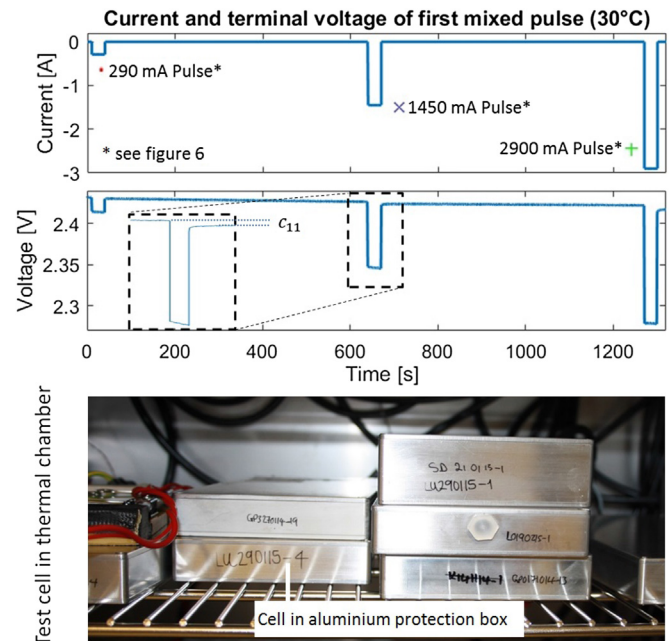 Current and terminal voltage of first mixed pulse (30°C)
Current [A]
0
-1
-2
-3
290 mA Pulse*
1450 mA Pulse*
2900 mA Pulse*
* see figure 6
Voltage [V]
2.4
2.35
2.3
c11
0 200 400 600 800 1000 1200
Time [s]
Test cell in thermal chamber
SD 210115-1
LU290115-1
LU290115-4
Cell in aluminium protection box